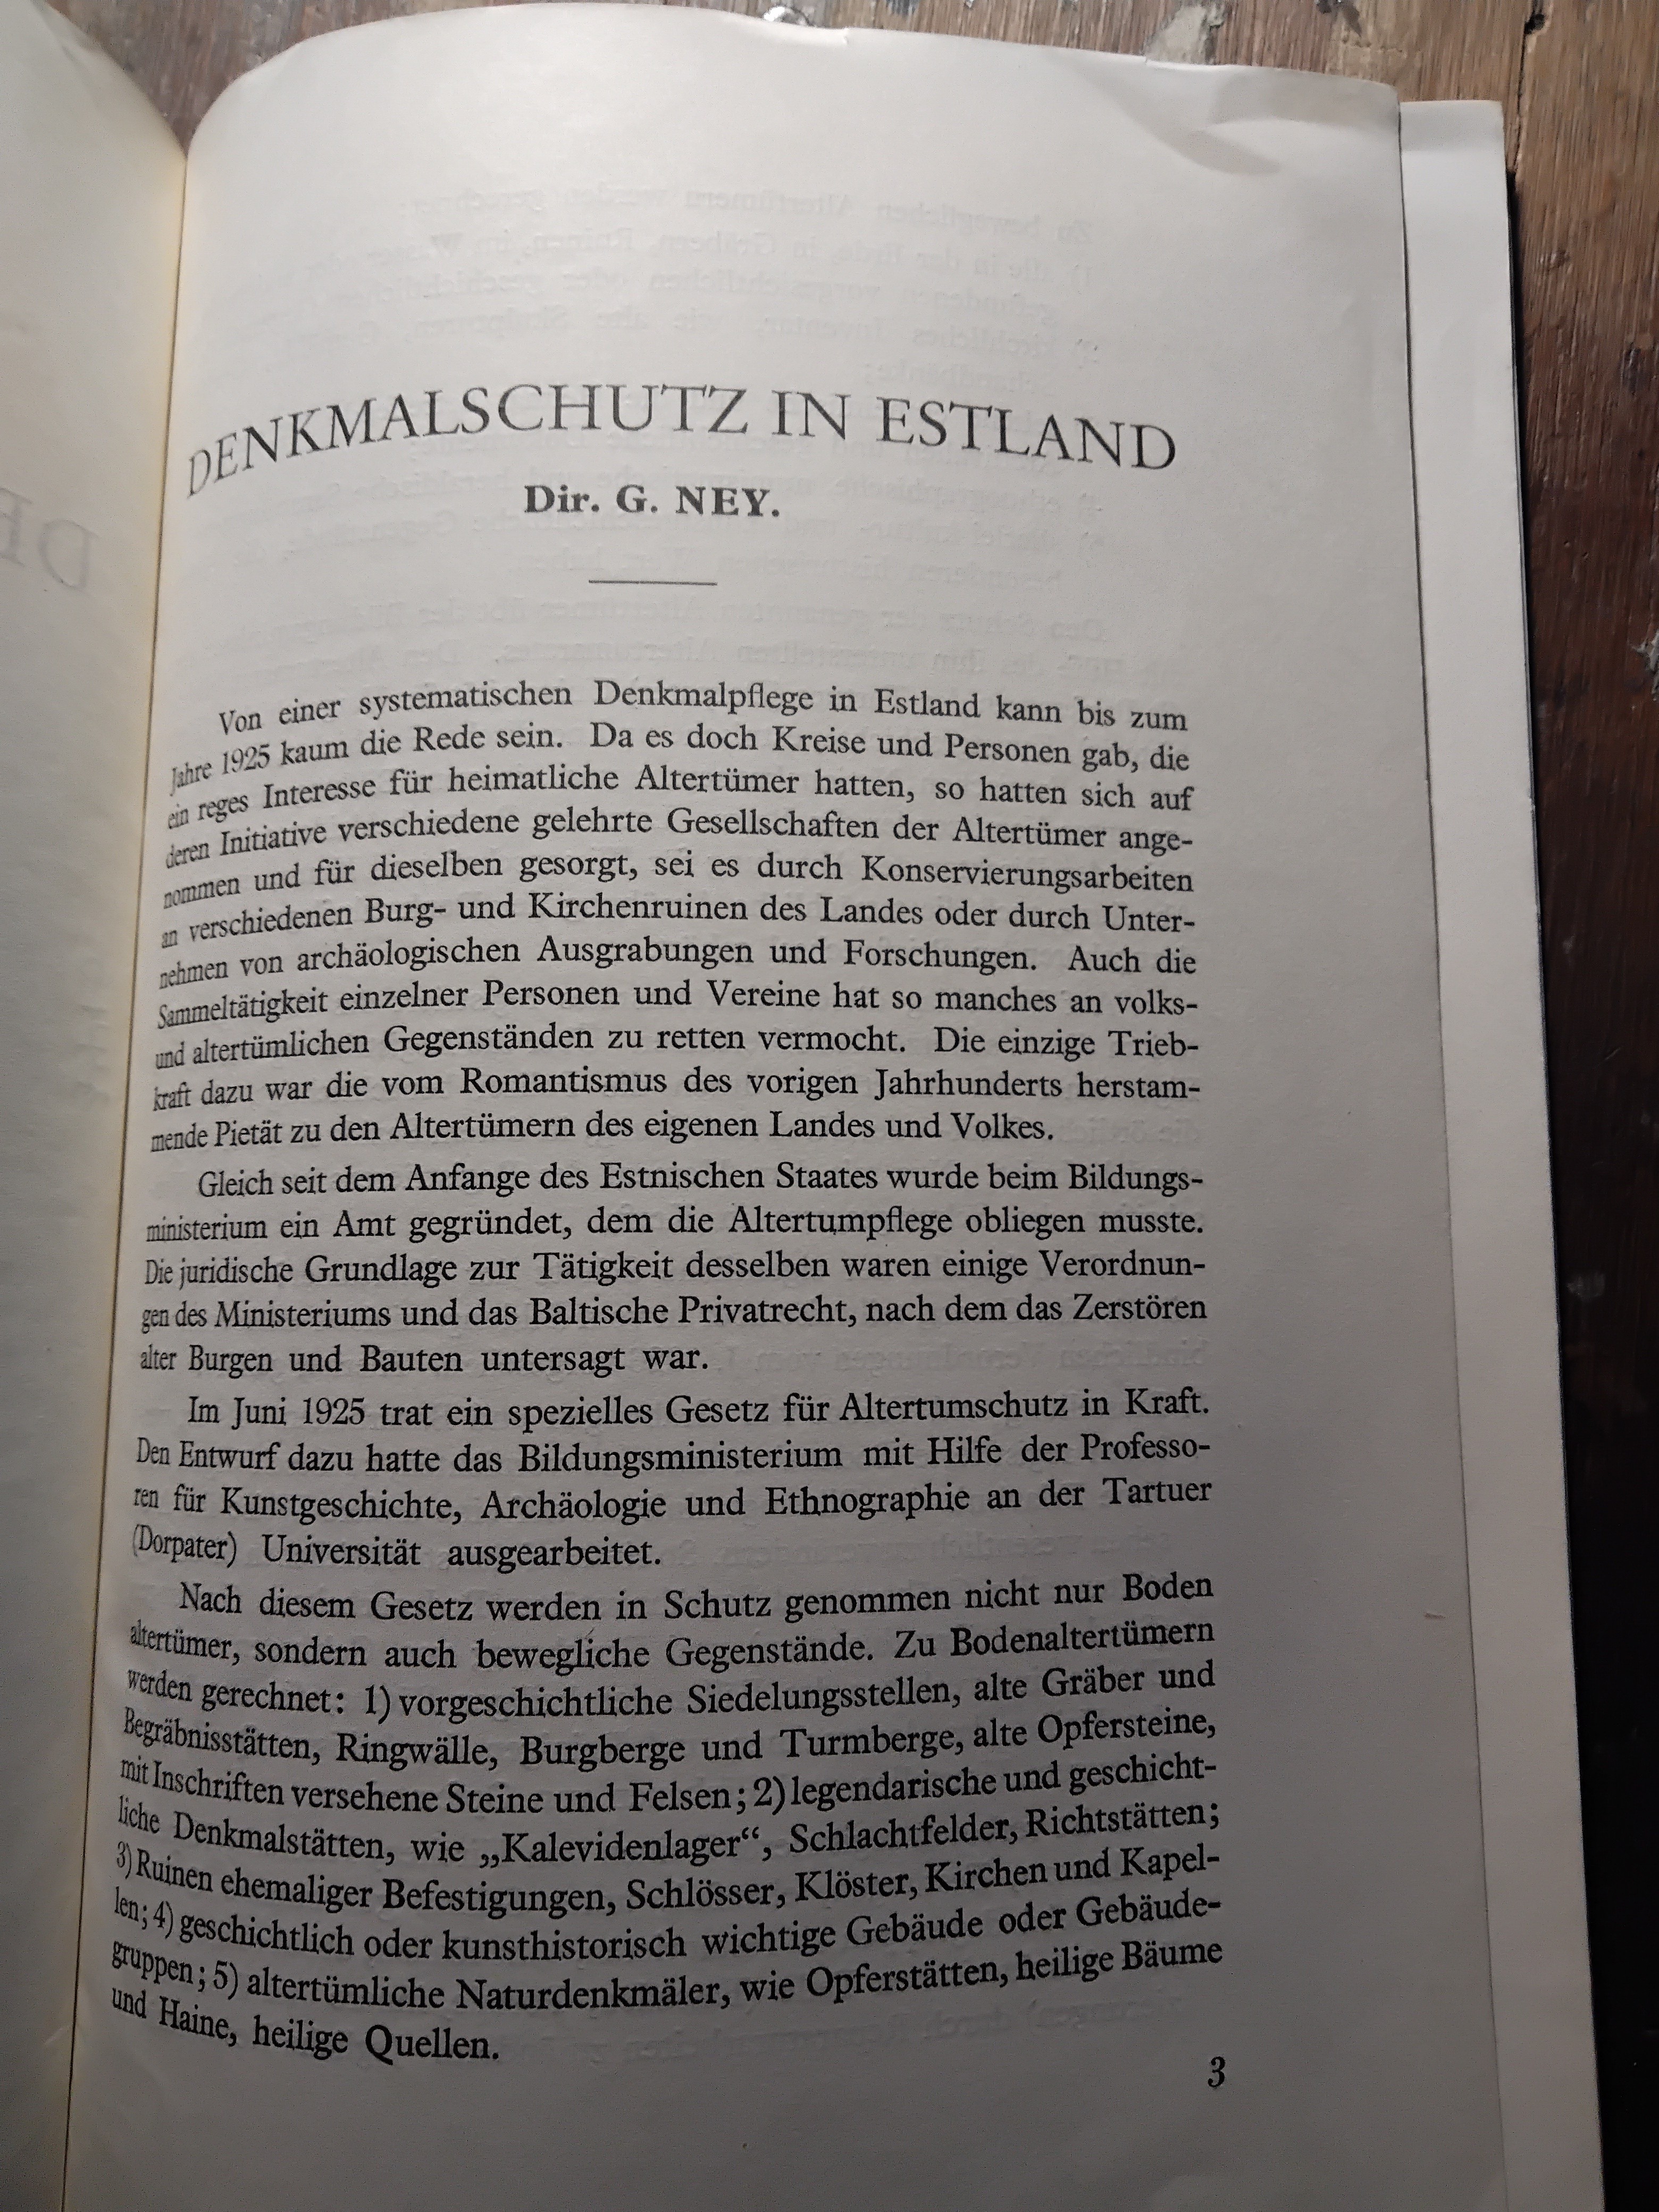 DENKMALSCHUTZ IN ESTLAND
Dir. G. NEY.
Von einer systematischen Denkmalpflege in Estland kann bis zum
Jahre 1925 kaum die Rede sein. Da es doch Kreise und Personen gab, die
ein reges Interesse für heimatliche Altertümer hatten, so hatten sich auf
deren Initiative verschiedene gelehrte Gesellschaften der Altertümer ange-
nommen und für dieselben gesorgt, sei es durch Konservierungsarbeiten
an verschiedenen Burg- und Kirchenruinen des Landes oder durch Unter-
nehmen von archäologischen Ausgrabungen und Forschungen. Auch die
Sammeltätigkeit einzelner Personen und Vereine hat so manches an volks-
und altertümlichen Gegenständen zu retten vermocht. Die einzige Trieb-
kraft dazu war die vom Romantismus des vorigen Jahrhunderts herstam-
mende Pietät zu den Altertümern des eigenen Landes und Volkes.
Gleich seit dem Anfange des Estnischen Staates wurde beim Bildungs-
ministerium ein Amt gegründet, dem die Altertumpflege obliegen musste.
Die juridische Grundlage zur Tätigkeit desselben waren einige Verordnun-
gen des Ministeriums und das Baltische Privatrecht, nach dem das Zerstören
alter Burgen und Bauten untersagt war.
Im Juni 1925 trat ein spezielles Gesetz für Altertumschutz in Kraft.
Den Entwurf dazu hatte das Bildungsministerium mit Hilfe der Professo-
ren für Kunstgeschichte, Archäologie und Ethnographie an der Tartuer
(Dorpater) Universität ausgearbeitet.
Nach diesem Gesetz werden in Schutz genommen nicht nur Boden
altertümer, sondern auch bewegliche Gegenstände. Zu Bodenaltertümern
werden gerechnet: 1) vorgeschichtliche Siedelungsstellen, alte Gräber und
Begräbnisstätten, Ringwälle, Burgberge und Turmberge, alte Opfersteine,
mit Inschriften versehene Steine und Felsen; 2) legendarische und geschicht-
liche Denkmalstätten, wie „Kalevidenlager“, Schlachtfelder, Richtstätten;
3) Ruinen ehemaliger Befestigungen, Schlösser, Klöster, Kirchen und Kapel-
len; 4) geschichtlich oder kunsthistorisch wichtige Gebäude oder Gebäude-
gruppen; 5) altertümliche Naturdenkmäler, wie Opferstätten, heilige Bäume
und Haine, heilige Quellen.
3